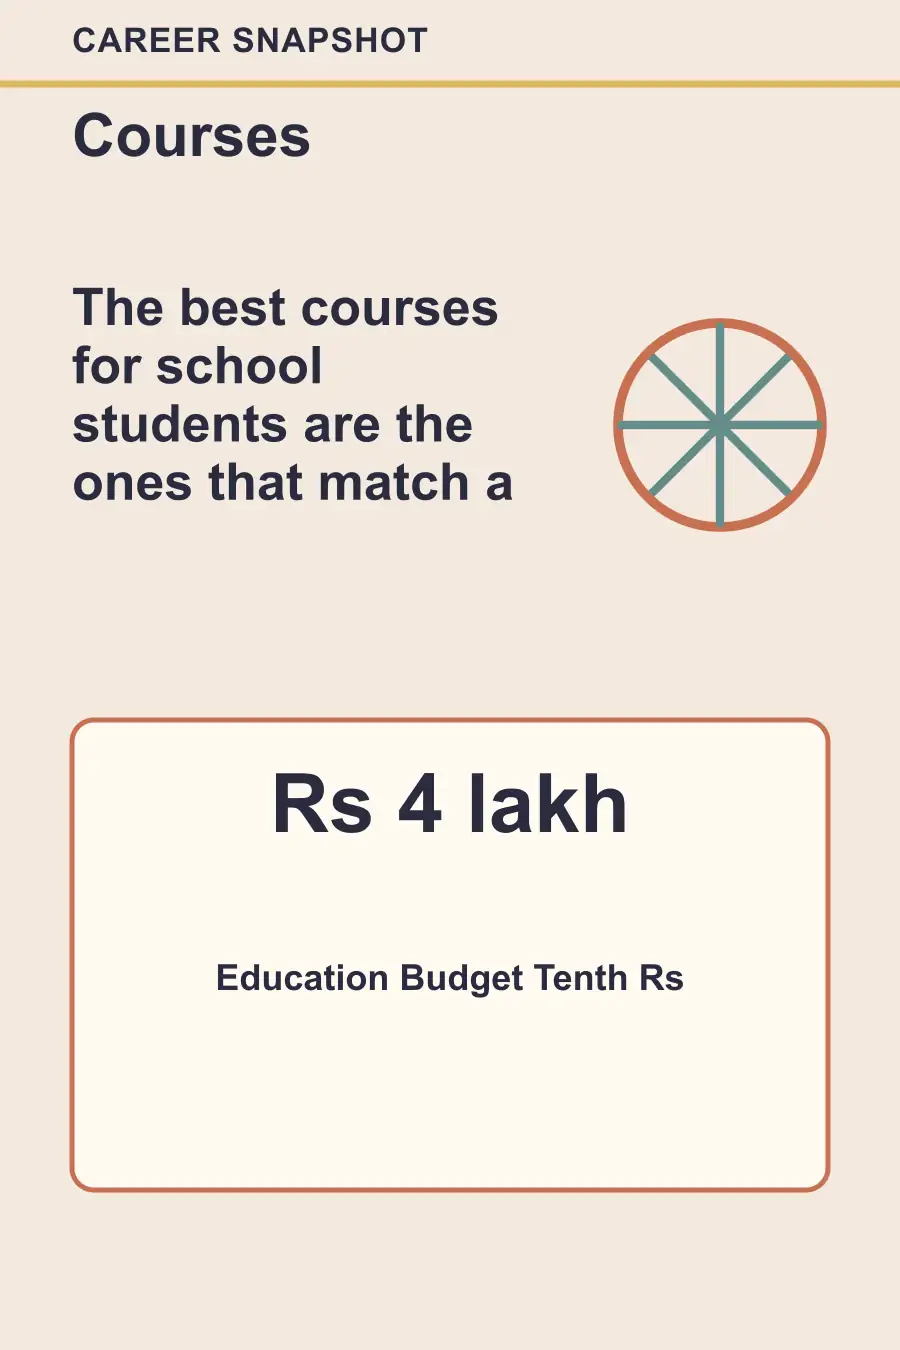 CAREER SNAPSHOT
Courses
The best courses
for school
students are the
ones that match a
Rs 4 lakh
Education Budget Tenth Rs